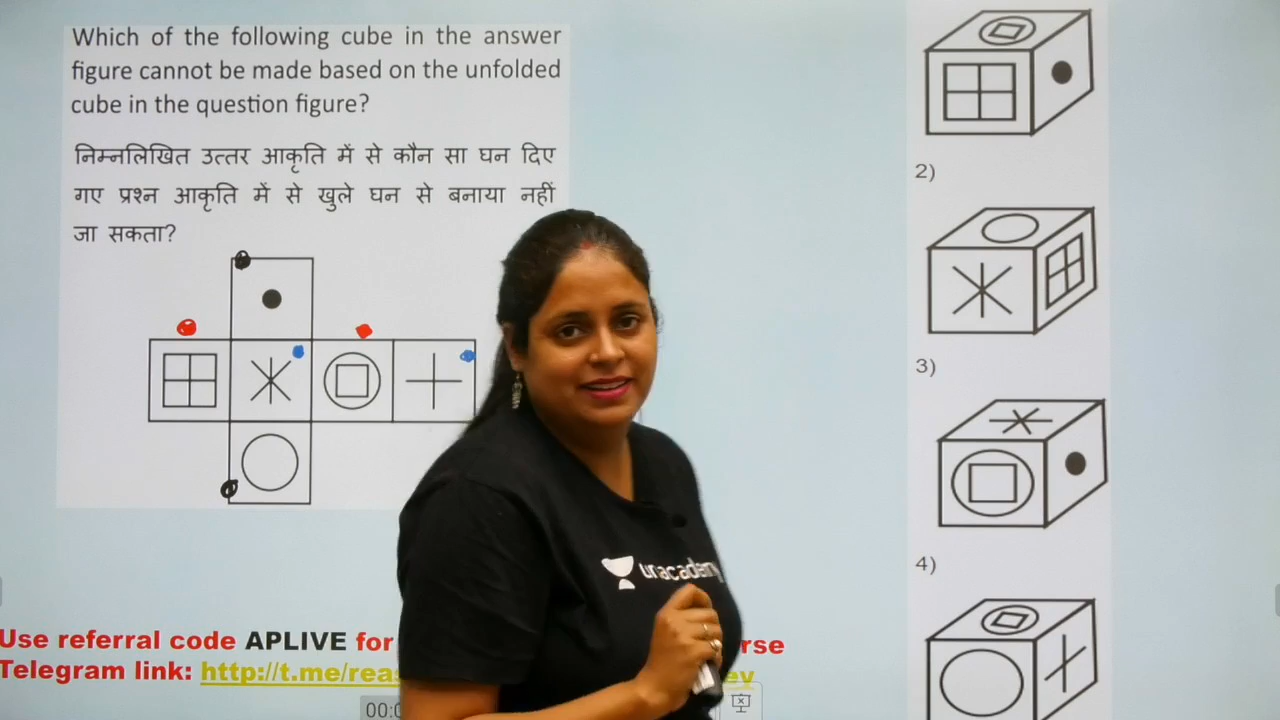 Which of the following cube in the answer
figure cannot be made based on the unfolded
cube in the question figure?
निम्नलिखित उत्तर आकृति में से कौन सा घन दिए
गए प्रश्न आकृति में से खुले घन से बनाया नहीं
जा सकता?
2)
3)
4)
unacademy
Use referral code APLIVE for
Telegram link: http://t.me/rea